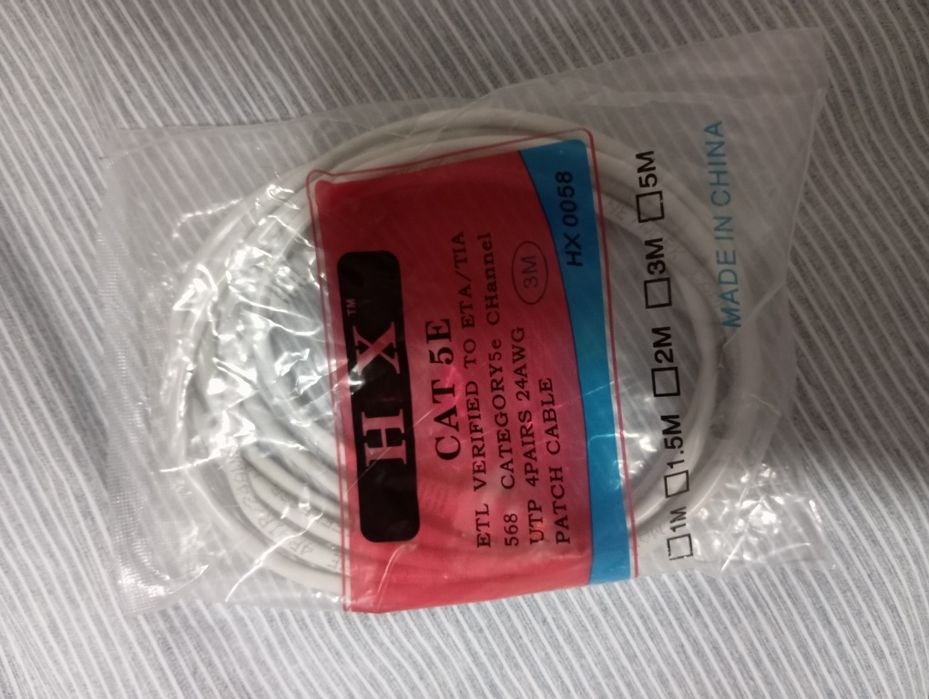 HX™
CAT 5E
ETL VERIFIED TO ETA/TIA
568 CATEGORY5e CHannel
UTP 4PAIRS 24AWG
PATCH CABLE
3M
HX 0058
1M 1.5M 2M 3M 5M
MADE IN CHINA